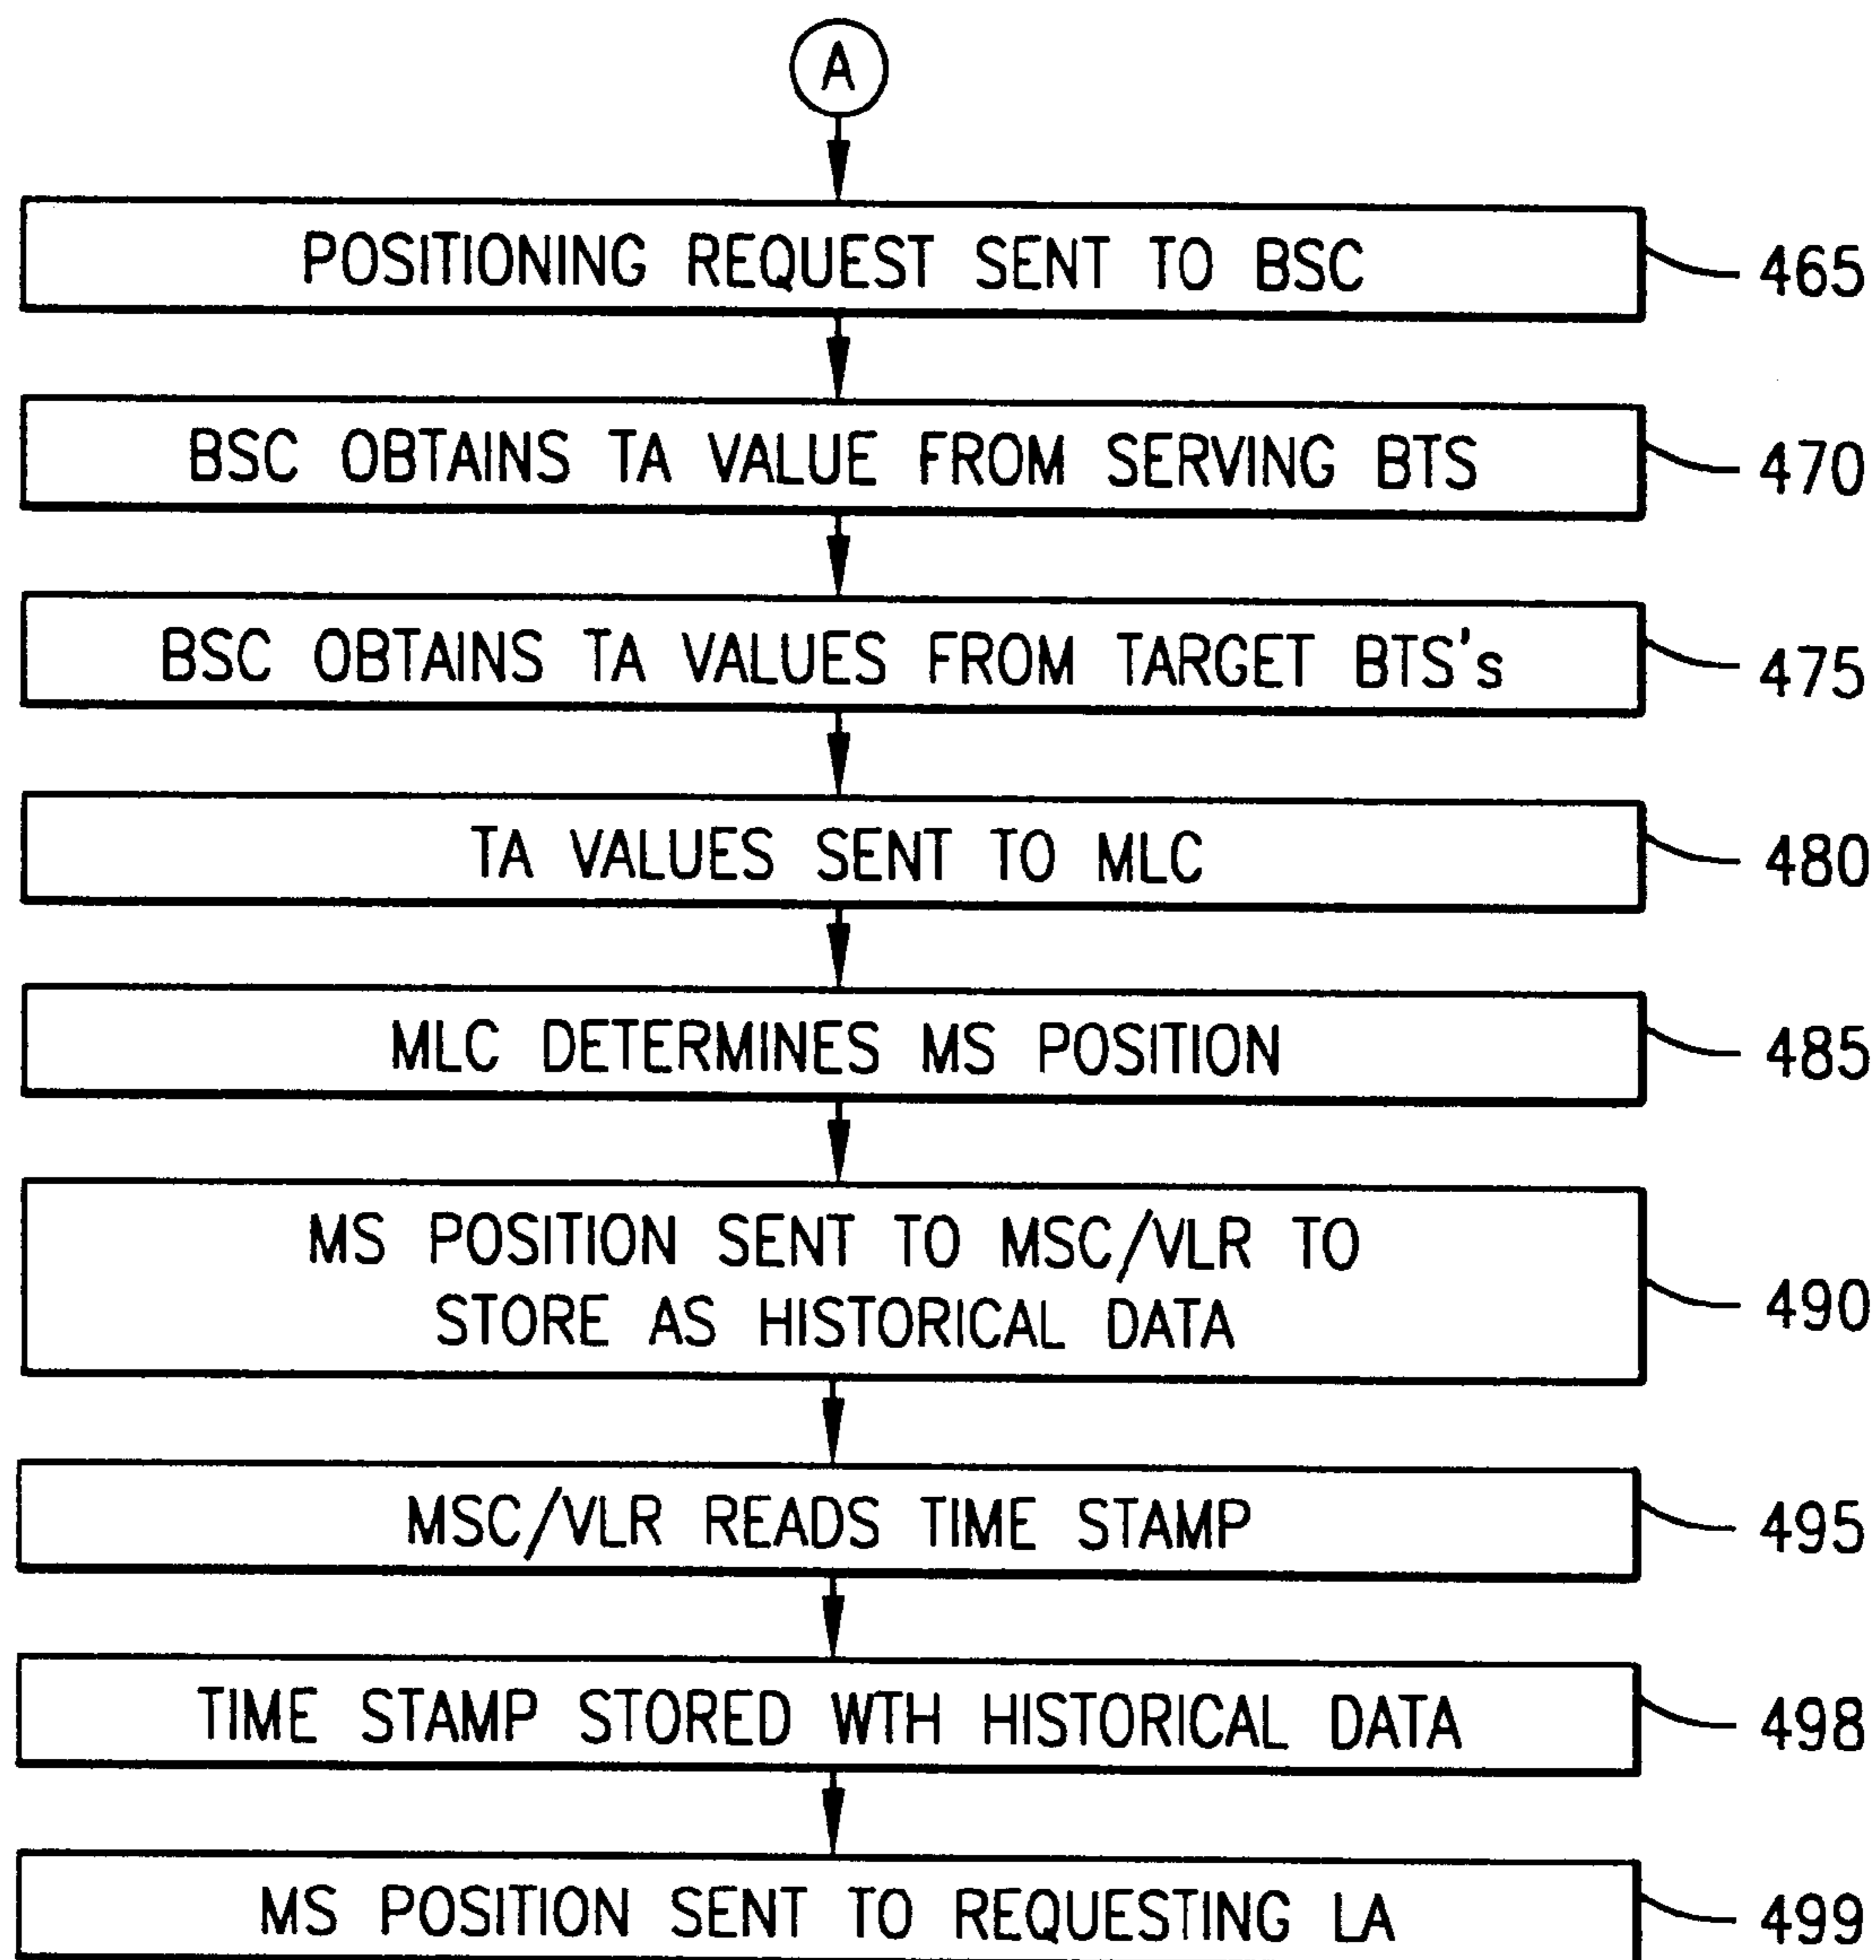 A
POSITIONING REQUEST SENT TO BSC
465
BSC OBTAINS TA VALUE FROM SERVING BTS
470
BSC OBTAINS TA VALUES FROM TARGET BTS's
475
TA VALUES SENT TO MLC
480
MLC DETERMINES MS POSITION
485
MS POSITION SENT TO MSC/VLR TO
STORE AS HISTORICAL DATA
490
MSC/VLR READS TIME STAMP
495
TIME STAMP STORED WTH HISTORICAL DATA
498
MS POSITION SENT TO REQUESTING LA
499